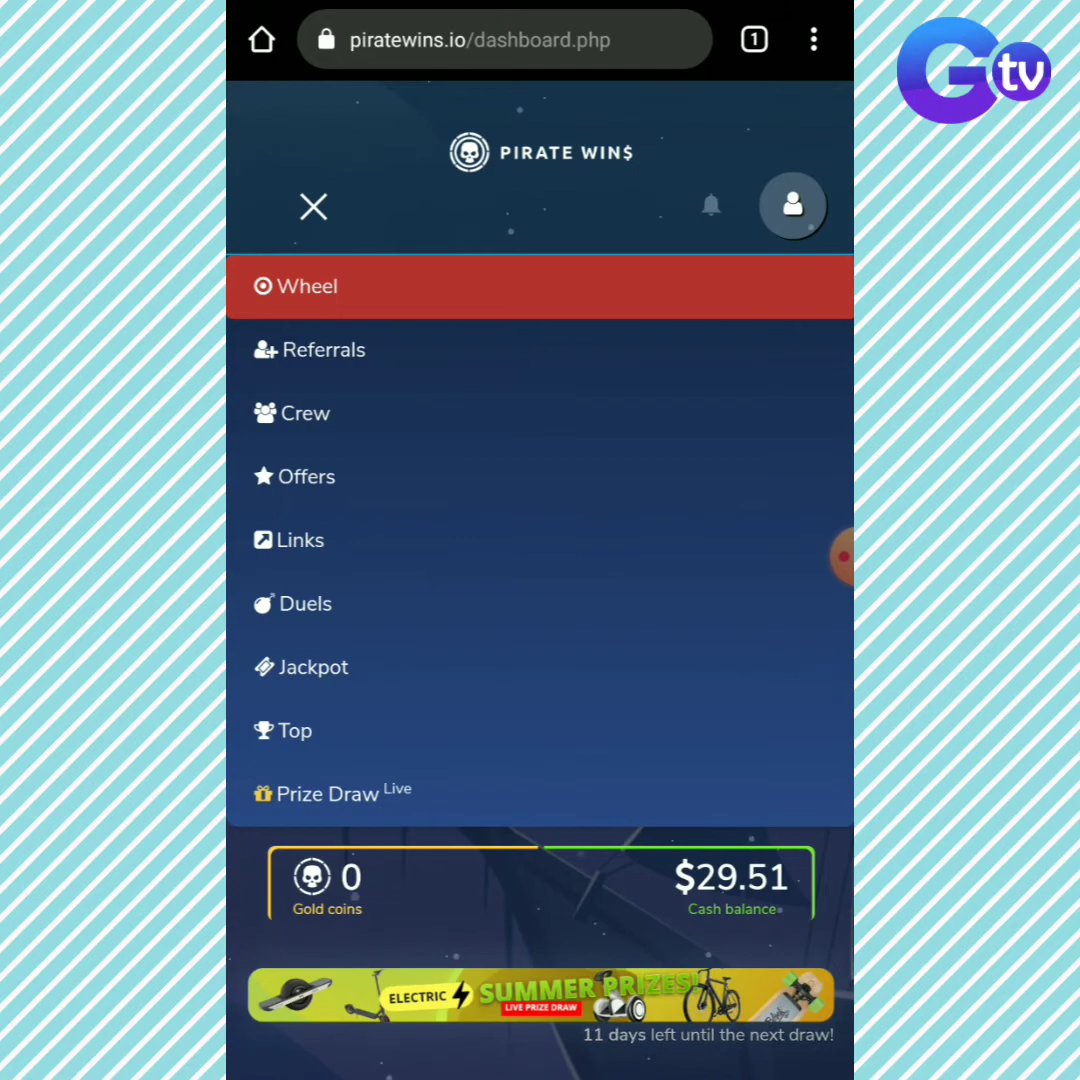 piratewins.io/dashboard.php
1
G tv
PIRATE WIN$
Wheel
Referrals
Crew
Offers
Links
Duels
Jackpot
Top
Prize Draw Live
0
Gold coins
$29.51
Cash balance
ELECTRIC SUMMER PRIZES!
LIVE PRIZE DRAW
11 days left until the next draw!